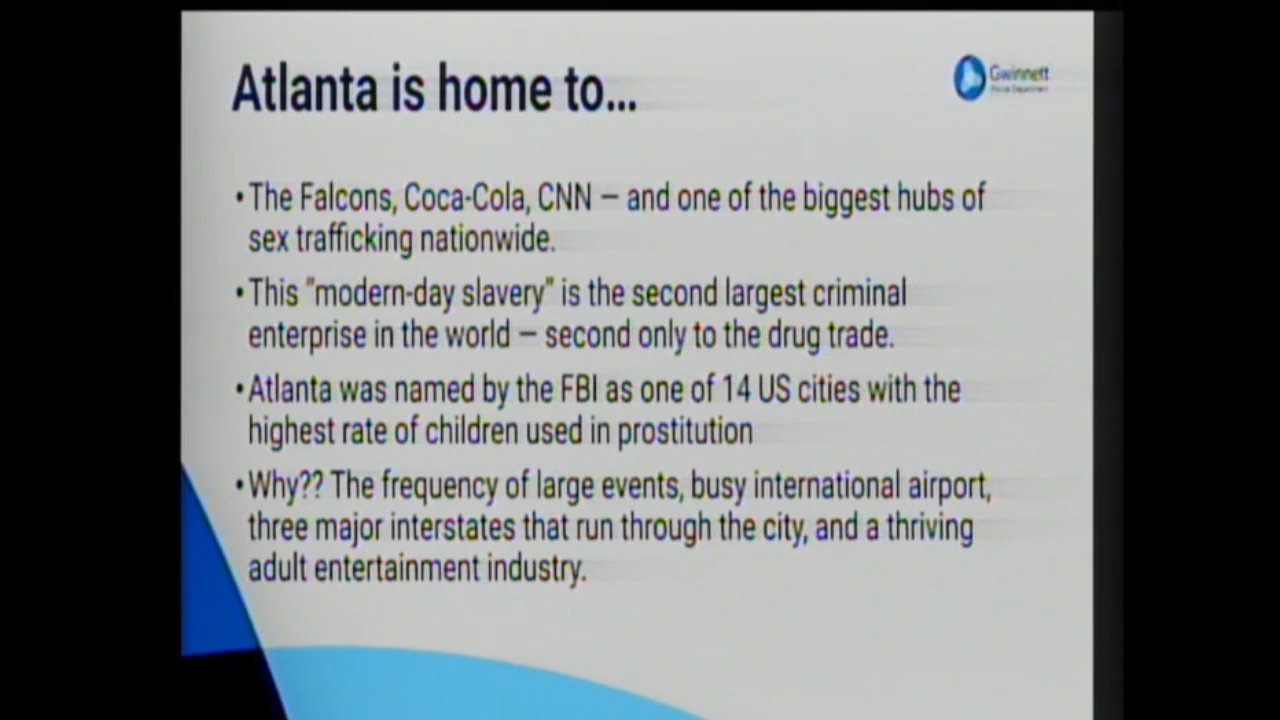 Atlanta is home to...
Gwinnett
Police Department
• The Falcons, Coca-Cola, CNN – and one of the biggest hubs of
sex trafficking nationwide.
• This "modern-day slavery" is the second largest criminal
enterprise in the world – second only to the drug trade.
• Atlanta was named by the FBI as one of 14 US cities with the
highest rate of children used in prostitution
• Why?? The frequency of large events, busy international airport,
three major interstates that run through the city, and a thriving
adult entertainment industry.